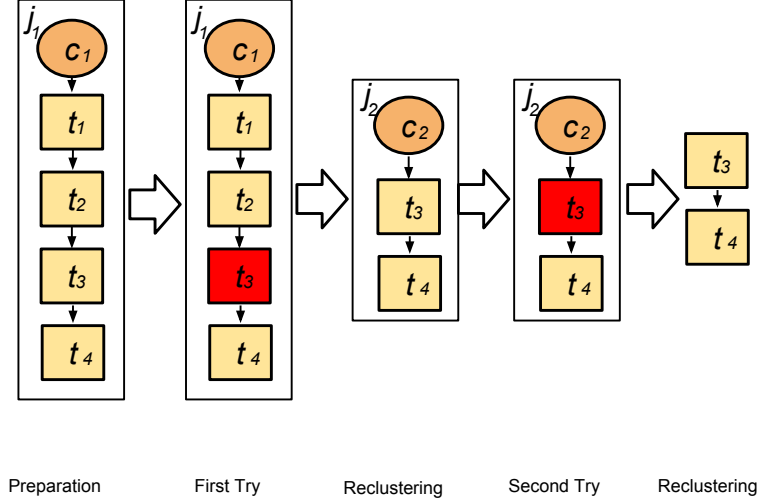 j1
c1
t1
t2
t3
t4
j1
c1
t1
t2
t3
t4
j2
c2
t3
t4
j2
c2
t3
t4
t3
t4
Preparation
First Try
Reclustering
Second Try
Reclustering